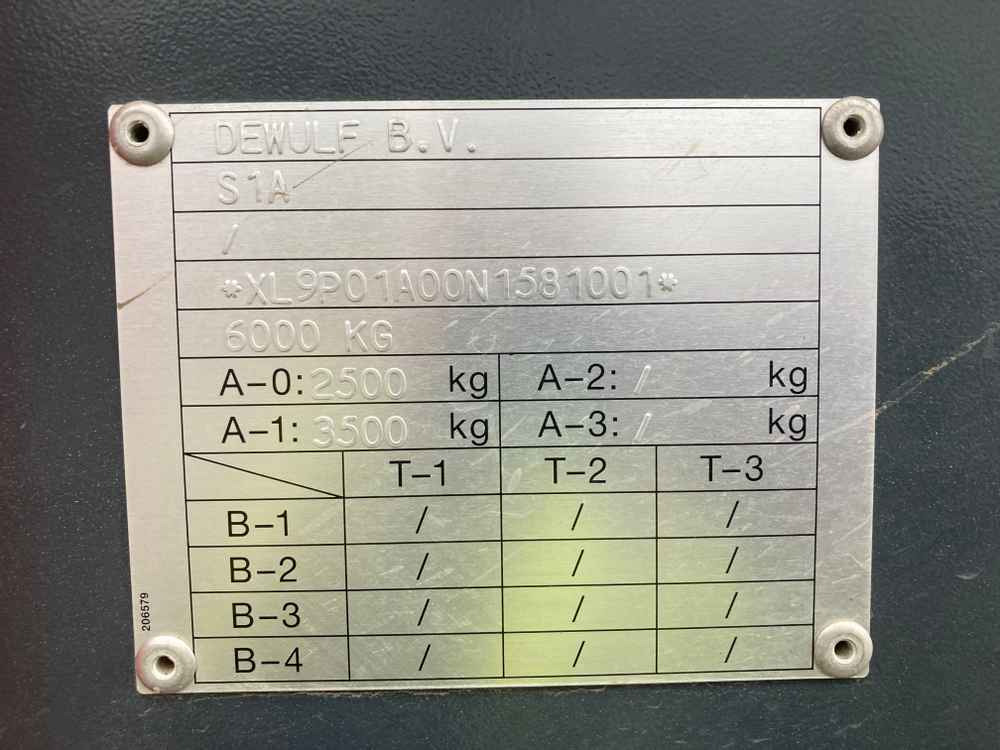 DEWULF B.V.
S1A
/
*XL9P01A00N1581001*
6000 KG
A-0: 2500 kg A-2: / kg
A-1: 3500 kg A-3: / kg
T-1 T-2 T-3
B-1 / / /
B-2 / / /
B-3 / / /
B-4 / / /
206579